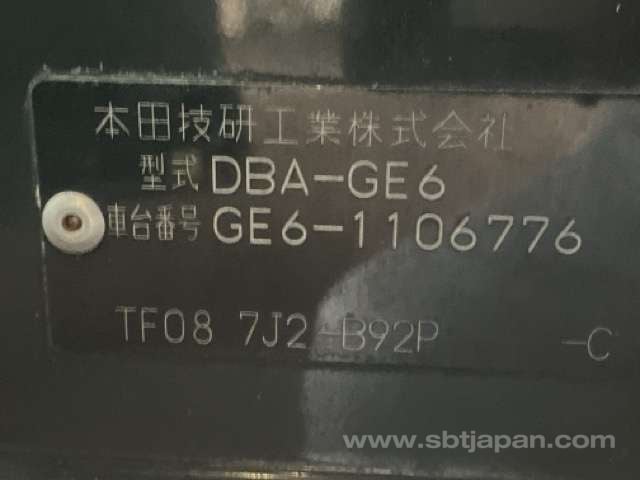 本田技研工業株式会社
型式 DBA-GE6
車台番号 GE6-1106776
TF08 7J2-B92P -C
www.sbtjapan.com